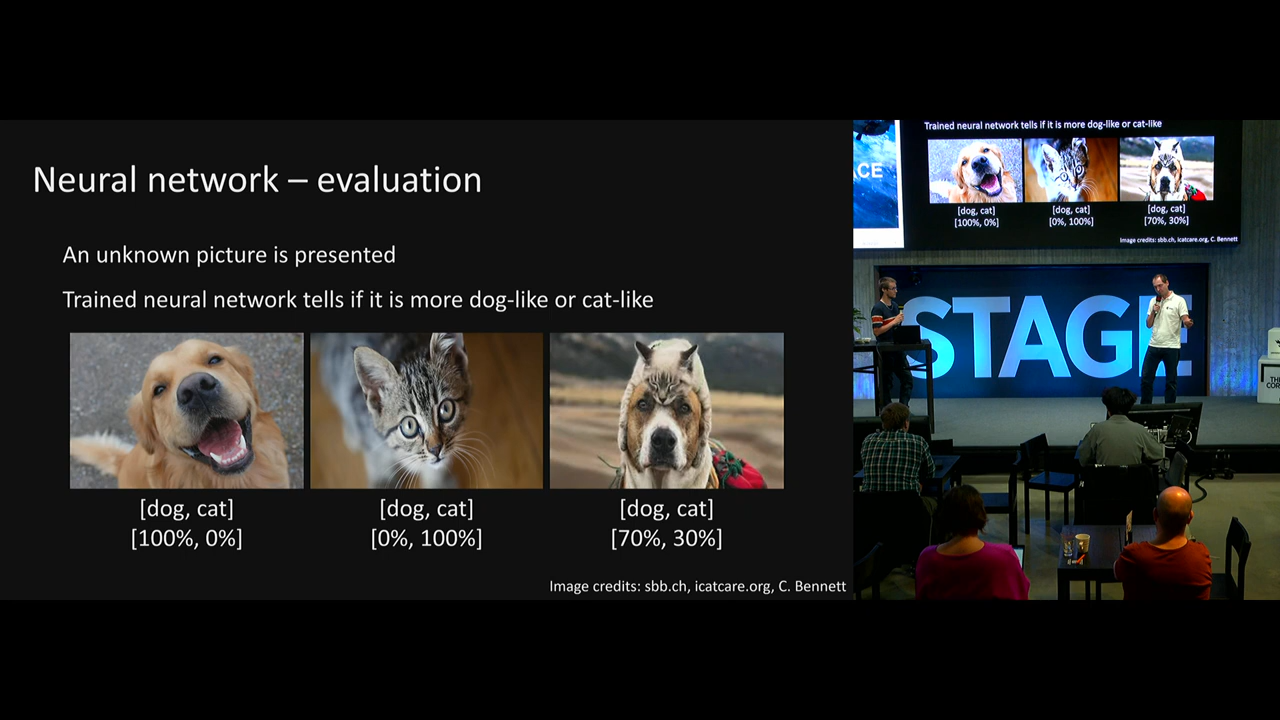 Neural network – evaluation
An unknown picture is presented
Trained neural network tells if it is more dog-like or cat-like
[dog, cat]
[100%, 0%]
[dog, cat]
[0%, 100%]
[dog, cat]
[70%, 30%]
Image credits: sbb.ch, icatcare.org, C. Bennett
Trained neural network tells if it is more dog-like or cat-like
[dog, cat]
[100%, 0%]
[dog, cat]
[0%, 100%]
[dog, cat]
[70%, 30%]
Image credits: sbb.ch, icatcare.org, C. Bennett
STAGE